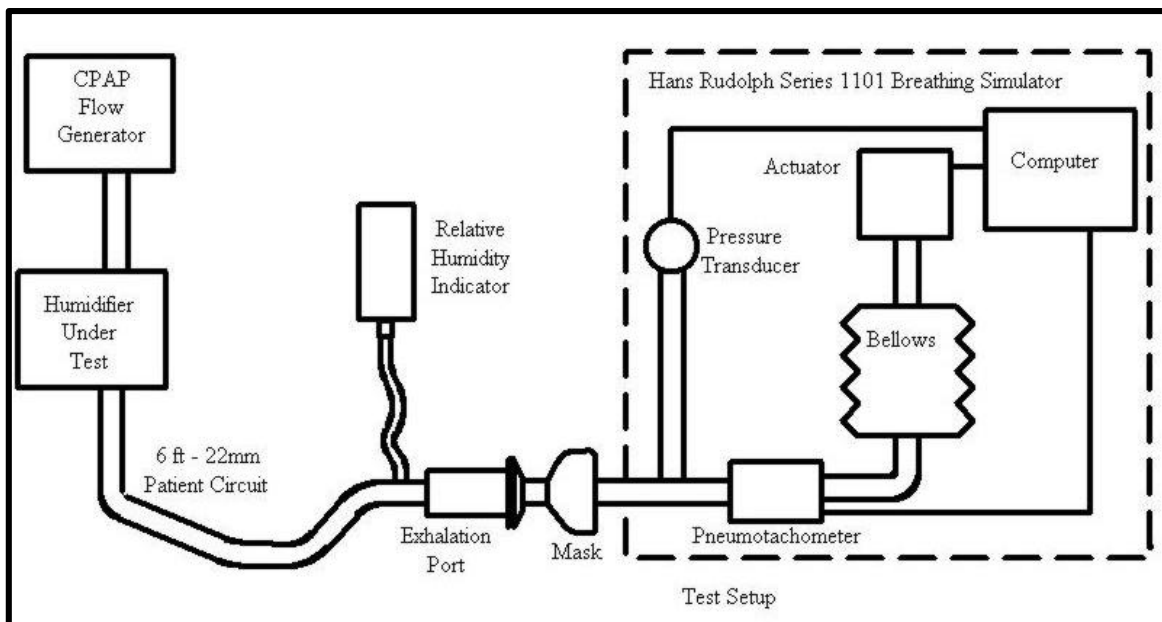 CPAP
Flow
Generator
Hans Rudolph Series 1101 Breathing Simulator
Actuator
Computer
Relative
Humidity
Indicator
Pressure
Transducer
Humidifier
Under
Test
Bellows
6 ft - 22mm
Patient Circuit
Exhalation
Port
Mask
Pneumotachometer
Test Setup